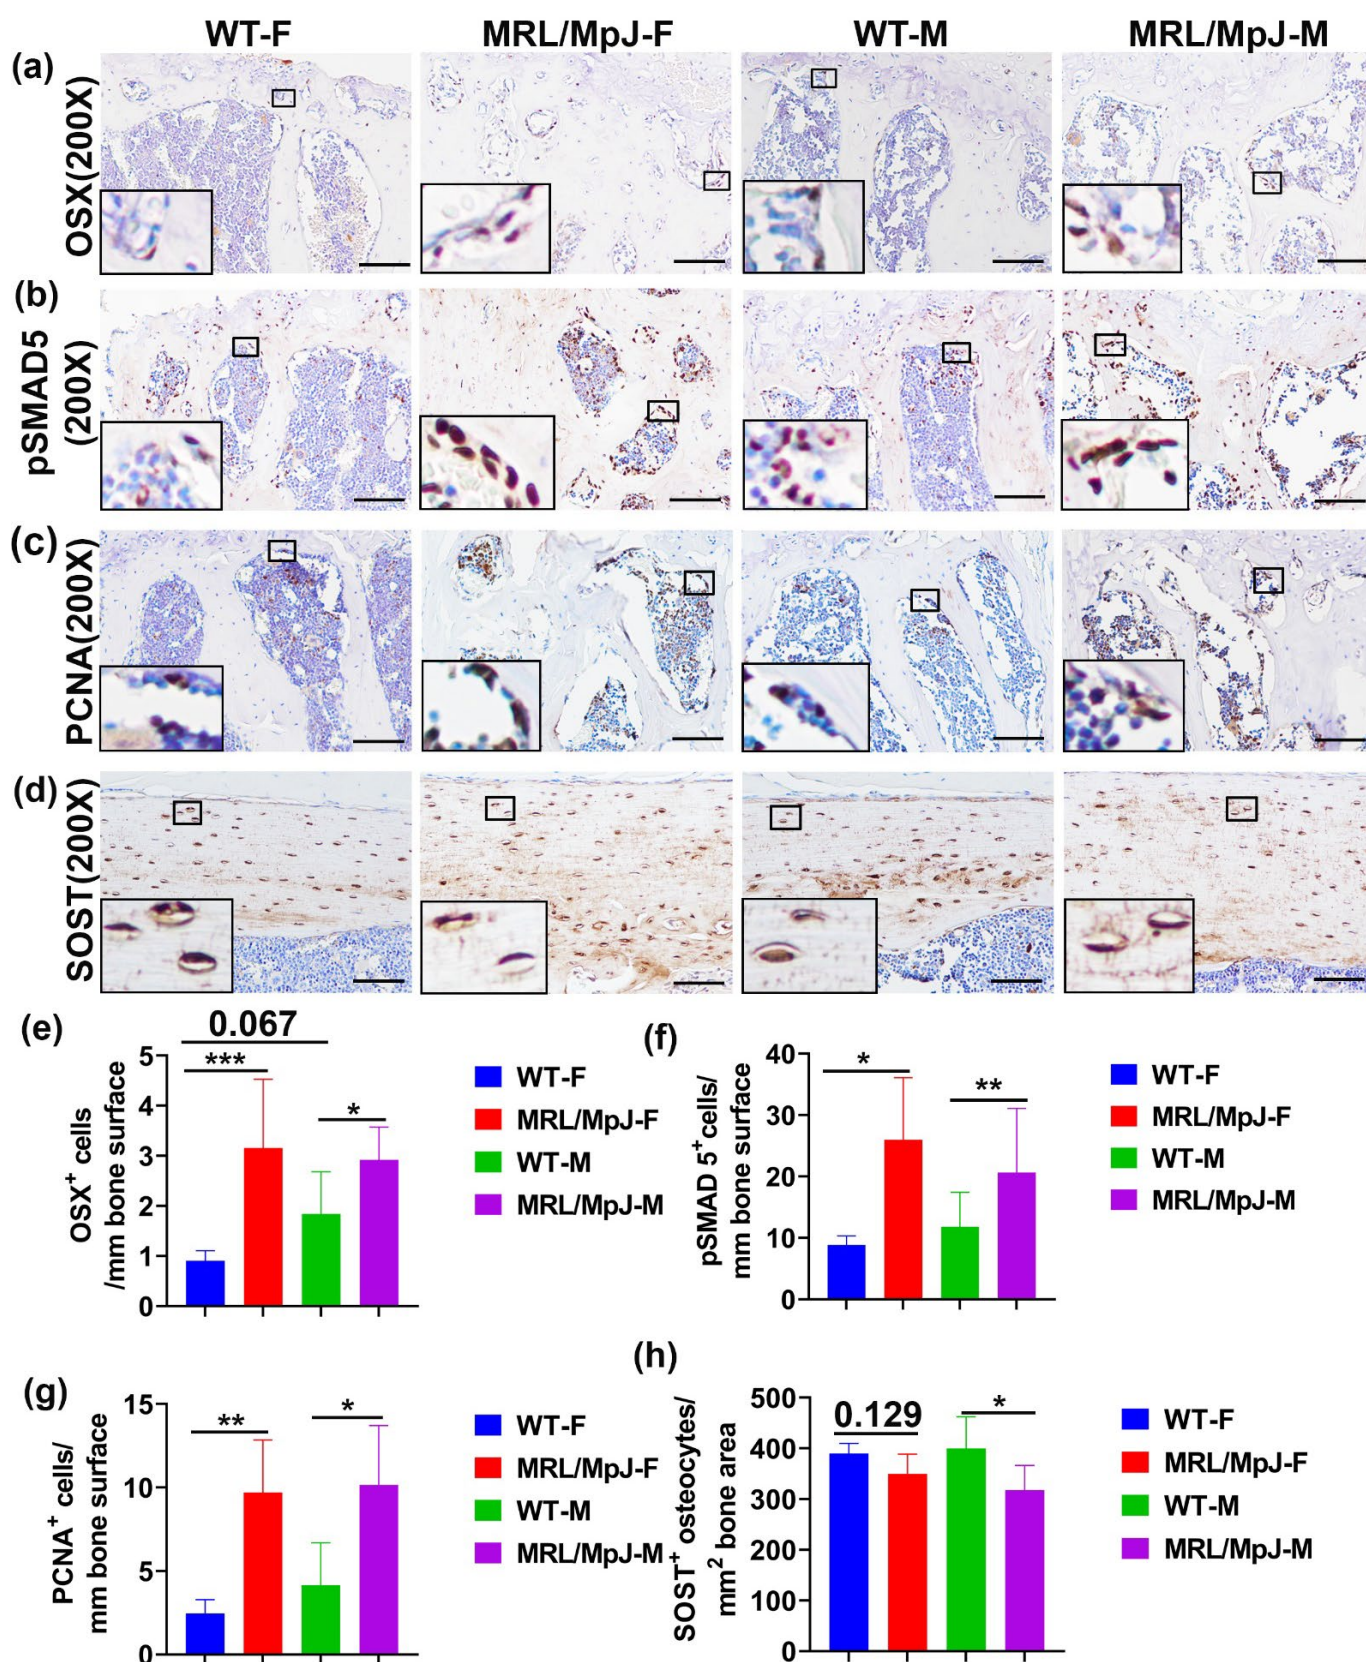 WT-F MRL/MpJ-F WT-M MRL/MpJ-M
(a)
OSX(200X)
(b)
pSMAD5
(200X)
(c)
PCNA(200X)
(d)
SOST(200X)
(e)
0.067
***
*
5
4
3
2
1
0
OSX⁺ cells
/mm bone surface
WT-F
MRL/MpJ-F
WT-M
MRL/MpJ-M
(f)
*
**
40
30
20
10
0
pSMAD 5⁺cells/
mm bone surface
WT-F
MRL/MpJ-F
WT-M
MRL/MpJ-M
(g)
**
*
15
10
5
0
PCNA⁺ cells/
mm bone surface
WT-F
MRL/MpJ-F
WT-M
MRL/MpJ-M
(h)
0.129
*
500
400
300
200
100
0
SOST⁺ osteocytes/
mm² bone area
WT-F
MRL/MpJ-F
WT-M
MRL/MpJ-M